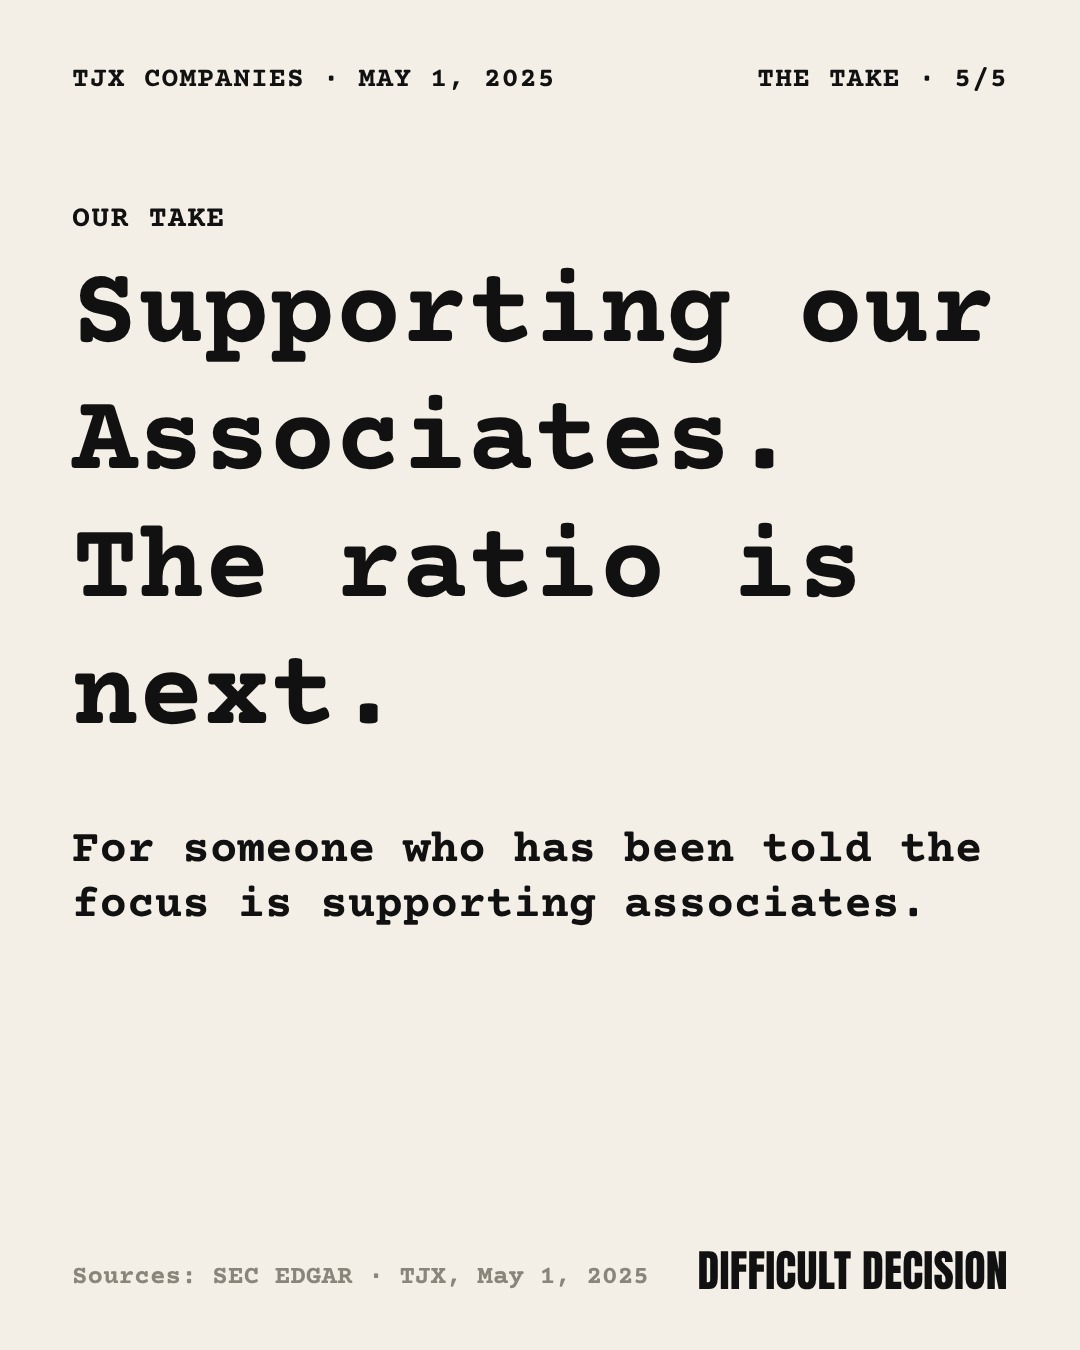 TJX COMPANIES · MAY 1, 2025
THE TAKE · 5/5
OUR TAKE
Supporting our
Associates.
The ratio is
next.
For someone who has been told the
focus is supporting associates.
Sources: SEC EDGAR · TJX, May 1, 2025
DIFFICULT DECISION